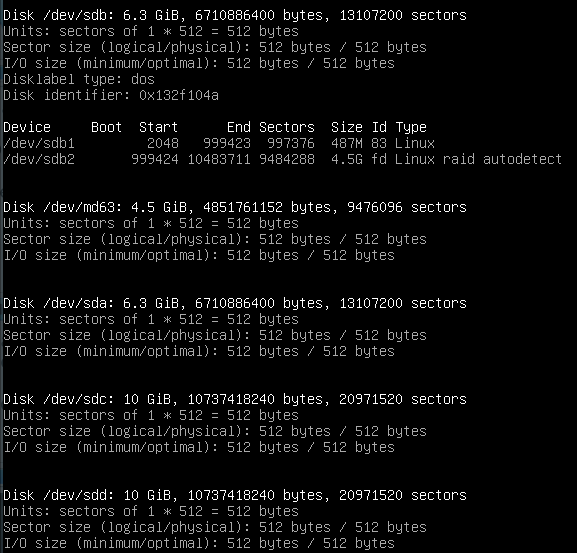 Disk /dev/sdb: 6.3 GiB, 6710886400 bytes, 13107200 sectors
Units: sectors of 1 * 512 = 512 bytes
Sector size (logical/physical): 512 bytes / 512 bytes
I/O size (minimum/optimal): 512 bytes / 512 bytes
Disklabel type: dos
Disk identifier: 0x132f104a
Device     Boot  Start      End Sectors  Size Id Type
/dev/sdb1         2048   999423  997376  487M 83 Linux
/dev/sdb2       999424 10483711 9484288  4.5G fd Linux raid autodetect
Disk /dev/md63: 4.5 GiB, 4851761152 bytes, 9476096 sectors
Units: sectors of 1 * 512 = 512 bytes
Sector size (logical/physical): 512 bytes / 512 bytes
I/O size (minimum/optimal): 512 bytes / 512 bytes
Disk /dev/sda: 6.3 GiB, 6710886400 bytes, 13107200 sectors
Units: sectors of 1 * 512 = 512 bytes
Sector size (logical/physical): 512 bytes / 512 bytes
I/O size (minimum/optimal): 512 bytes / 512 bytes
Disk /dev/sdc: 10 GiB, 10737418240 bytes, 20971520 sectors
Units: sectors of 1 * 512 = 512 bytes
Sector size (logical/physical): 512 bytes / 512 bytes
I/O size (minimum/optimal): 512 bytes / 512 bytes
Disk /dev/sdd: 10 GiB, 10737418240 bytes, 20971520 sectors
Units: sectors of 1 * 512 = 512 bytes
Sector size (logical/physical): 512 bytes / 512 bytes
I/O size (minimum/optimal): 512 bytes / 512 bytes